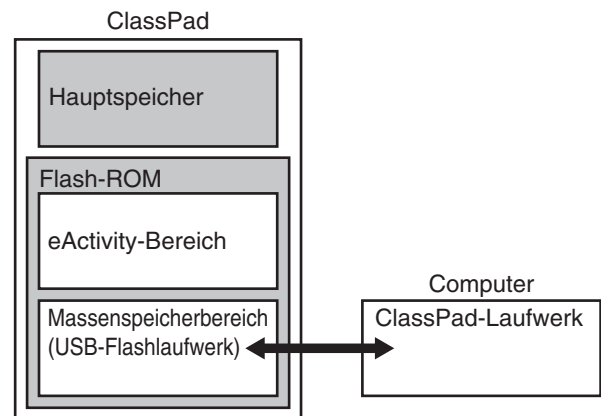 ClassPad
Hauptspeicher
Flash-ROM
eActivity-Bereich
Massenspeicherbereich
(USB-Flashlaufwerk)
Computer
ClassPad-Laufwerk